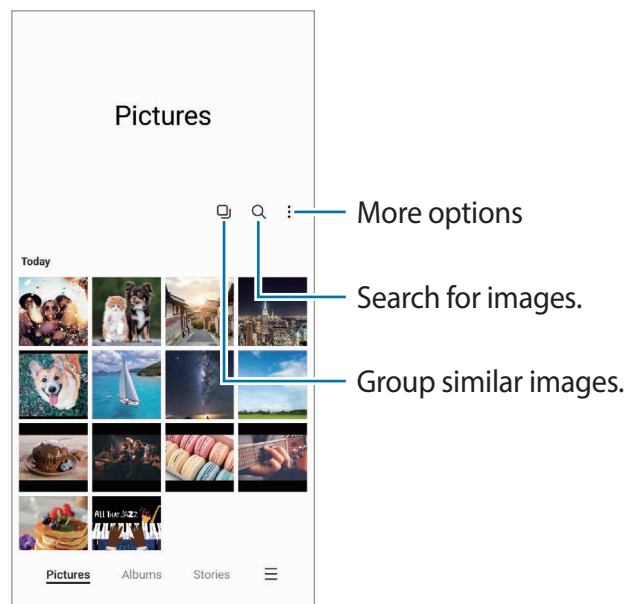 Pictures
More options
Today
Search for images.
Group similar images.
ALL THAT JAZZ
Pictures Albums Stories